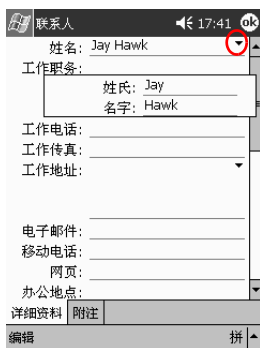 联系人 17:41 ok
姓名: Jay Hawk
工作职务:
姓氏: Jay
名字: Hawk
工作电话:
工作传真:
工作地址:
电子邮件:
移动电话:
网页:
办公地点:
详细资料 附注
编辑 拼